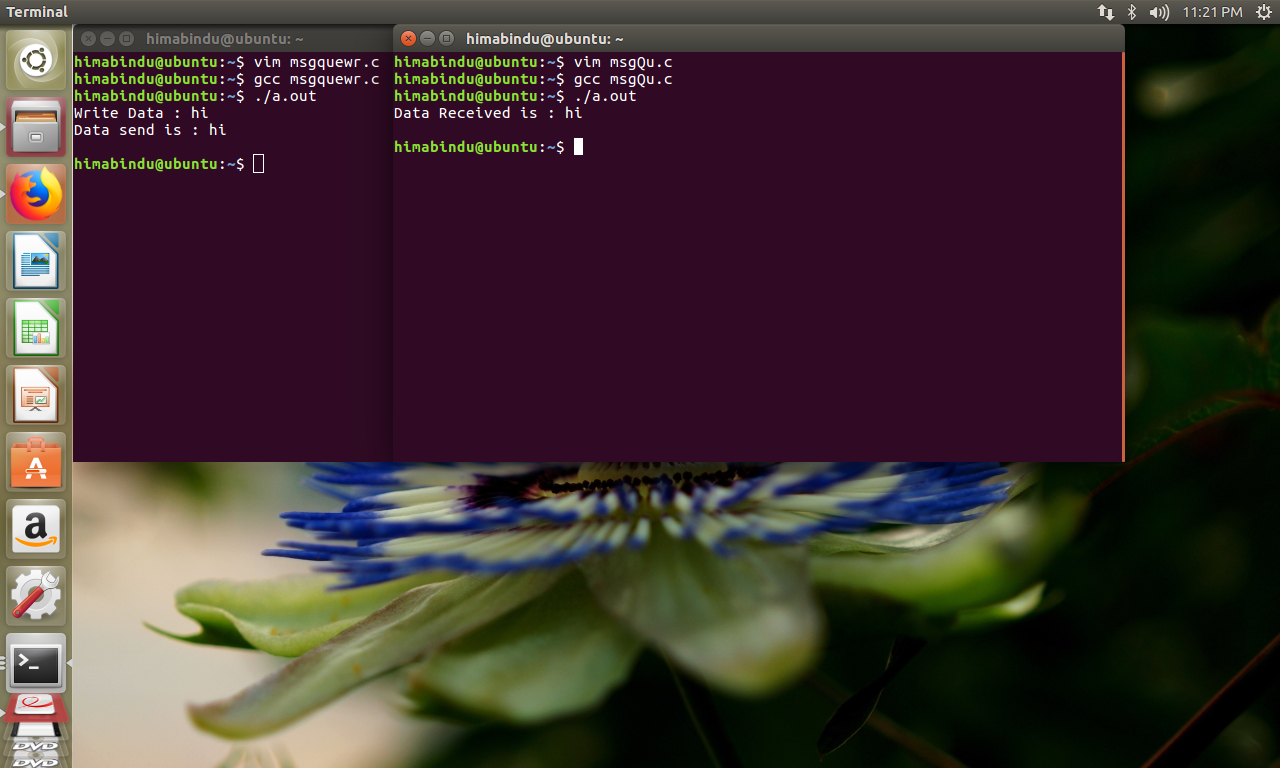 Terminal
11:21 PM
himabindu@ubuntu: ~
himabindu@ubuntu:~$ vim msgquewr.c
himabindu@ubuntu:~$ gcc msgquewr.c
himabindu@ubuntu:~$ ./a.out
Write Data : hi
Data send is : hi
himabindu@ubuntu:~$
himabindu@ubuntu: ~
himabindu@ubuntu:~$ vim msgQu.c
himabindu@ubuntu:~$ gcc msgQu.c
himabindu@ubuntu:~$ ./a.out
Data Received is : hi
himabindu@ubuntu:~$
A
a
>_
DVD
DVD